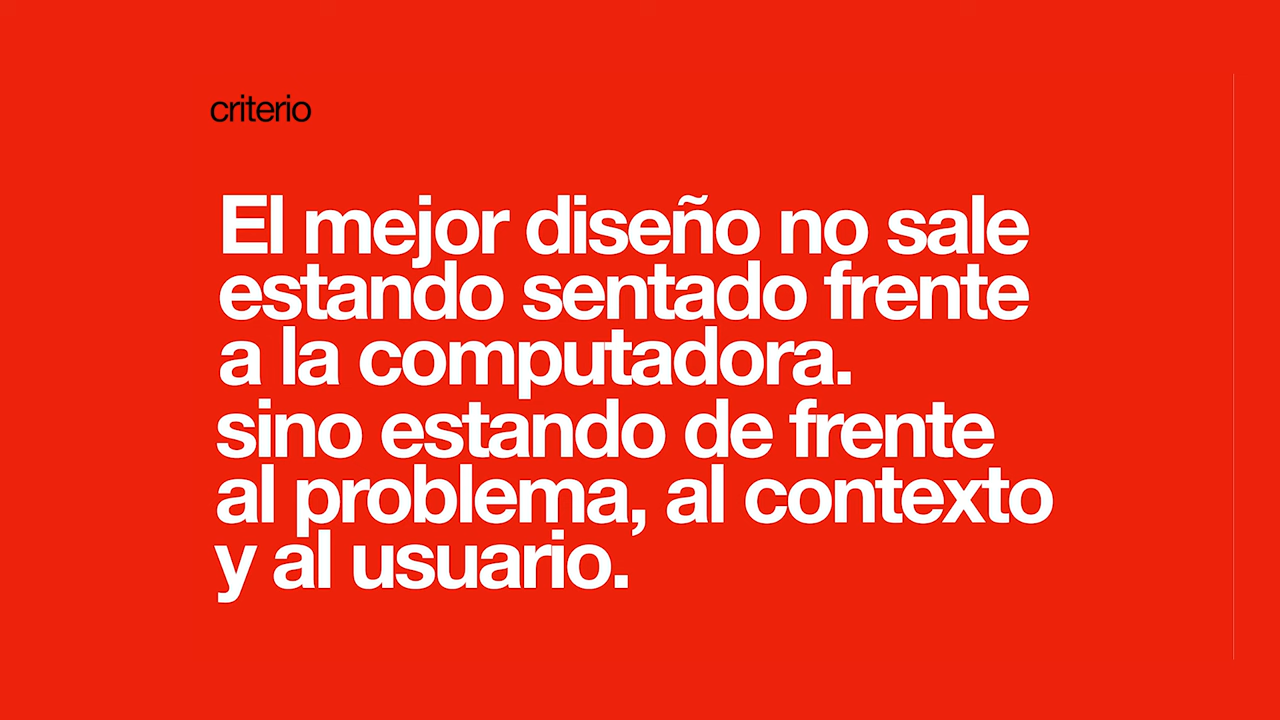 criterio
El mejor diseño no sale
estando sentado frente
a la computadora.
sino estando de frente
al problema, al contexto
y al usuario.